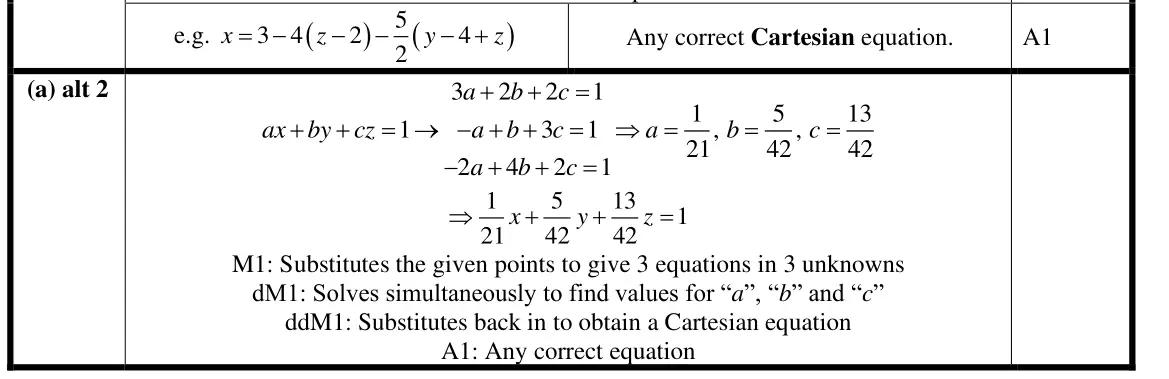 e.g. x = 3 − 4(z − 2) − 5/2(y − 4 + z) Any correct Cartesian equation. A1
(a) alt 2
3a + 2b + 2c = 1
ax + by + cz = 1 → −a + b + 3c = 1 ⇒ a = 1/21, b = 5/42, c = 13/42
−2a + 4b + 2c = 1
⇒ 1/21 x + 5/42 y + 13/42 z = 1
M1: Substitutes the given points to give 3 equations in 3 unknowns
dM1: Solves simultaneously to find values for “a”, “b” and “c”
ddM1: Substitutes back in to obtain a Cartesian equation
A1: Any correct equation